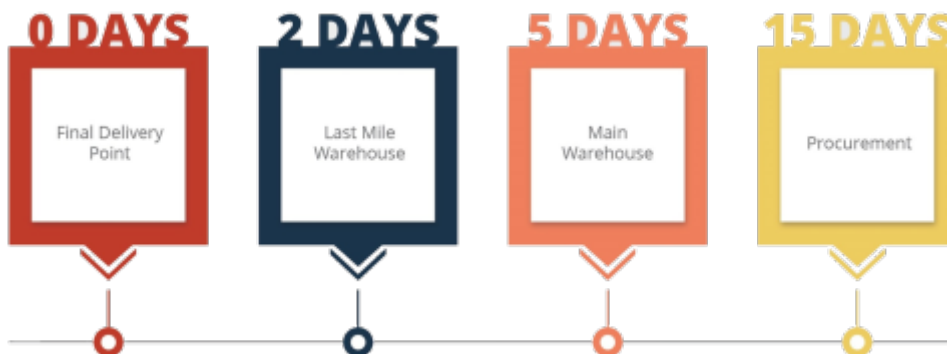 0 DAYS
Final Delivery
Point
2 DAYS
Last Mile
Warehouse
5 DAYS
Main
Warehouse
15 DAYS
Procurement